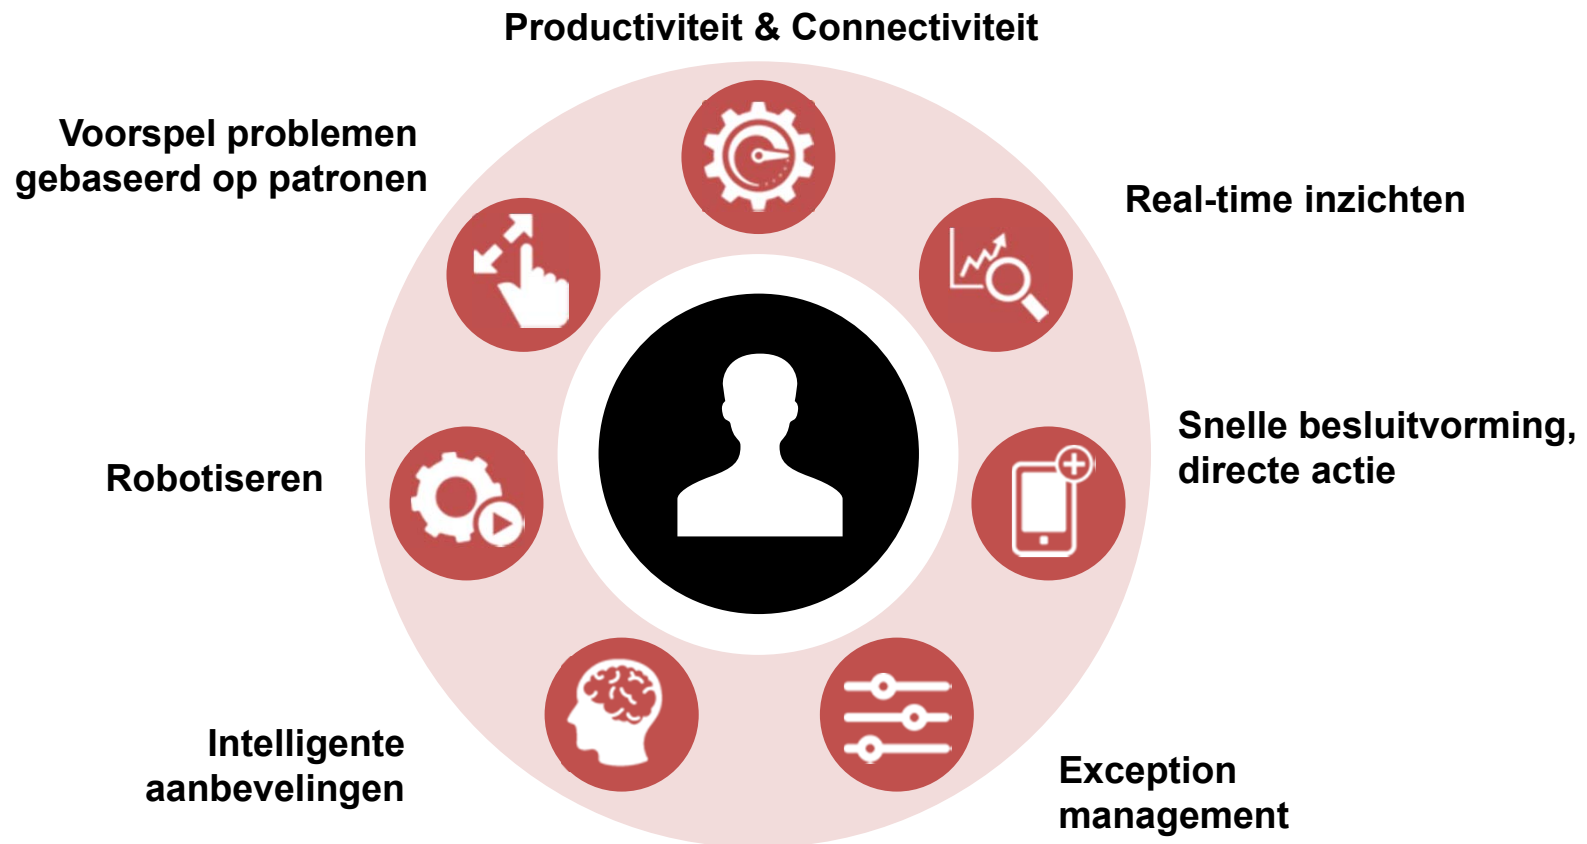 Productiviteit & Connectiviteit
Voorspel problemen
gebaseerd op patronen
Real-time inzichten
Snelle besluitvorming,
directe actie
Robotiseren
Intelligente
aanbevelingen
Exception
management